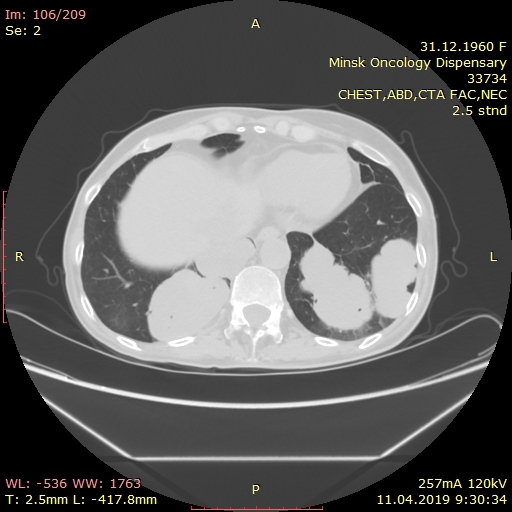 Im: 106/209
Se: 2
A
31.12.1960 F
Minsk Oncology Dispensary
33734
CHEST,ABD,CTA FAC,NEC
2.5 stnd
R
L
WL: -536 WW: 1763
T: 2.5mm L: -417.8mm
P
257mA 120kV
11.04.2019 9:30:34